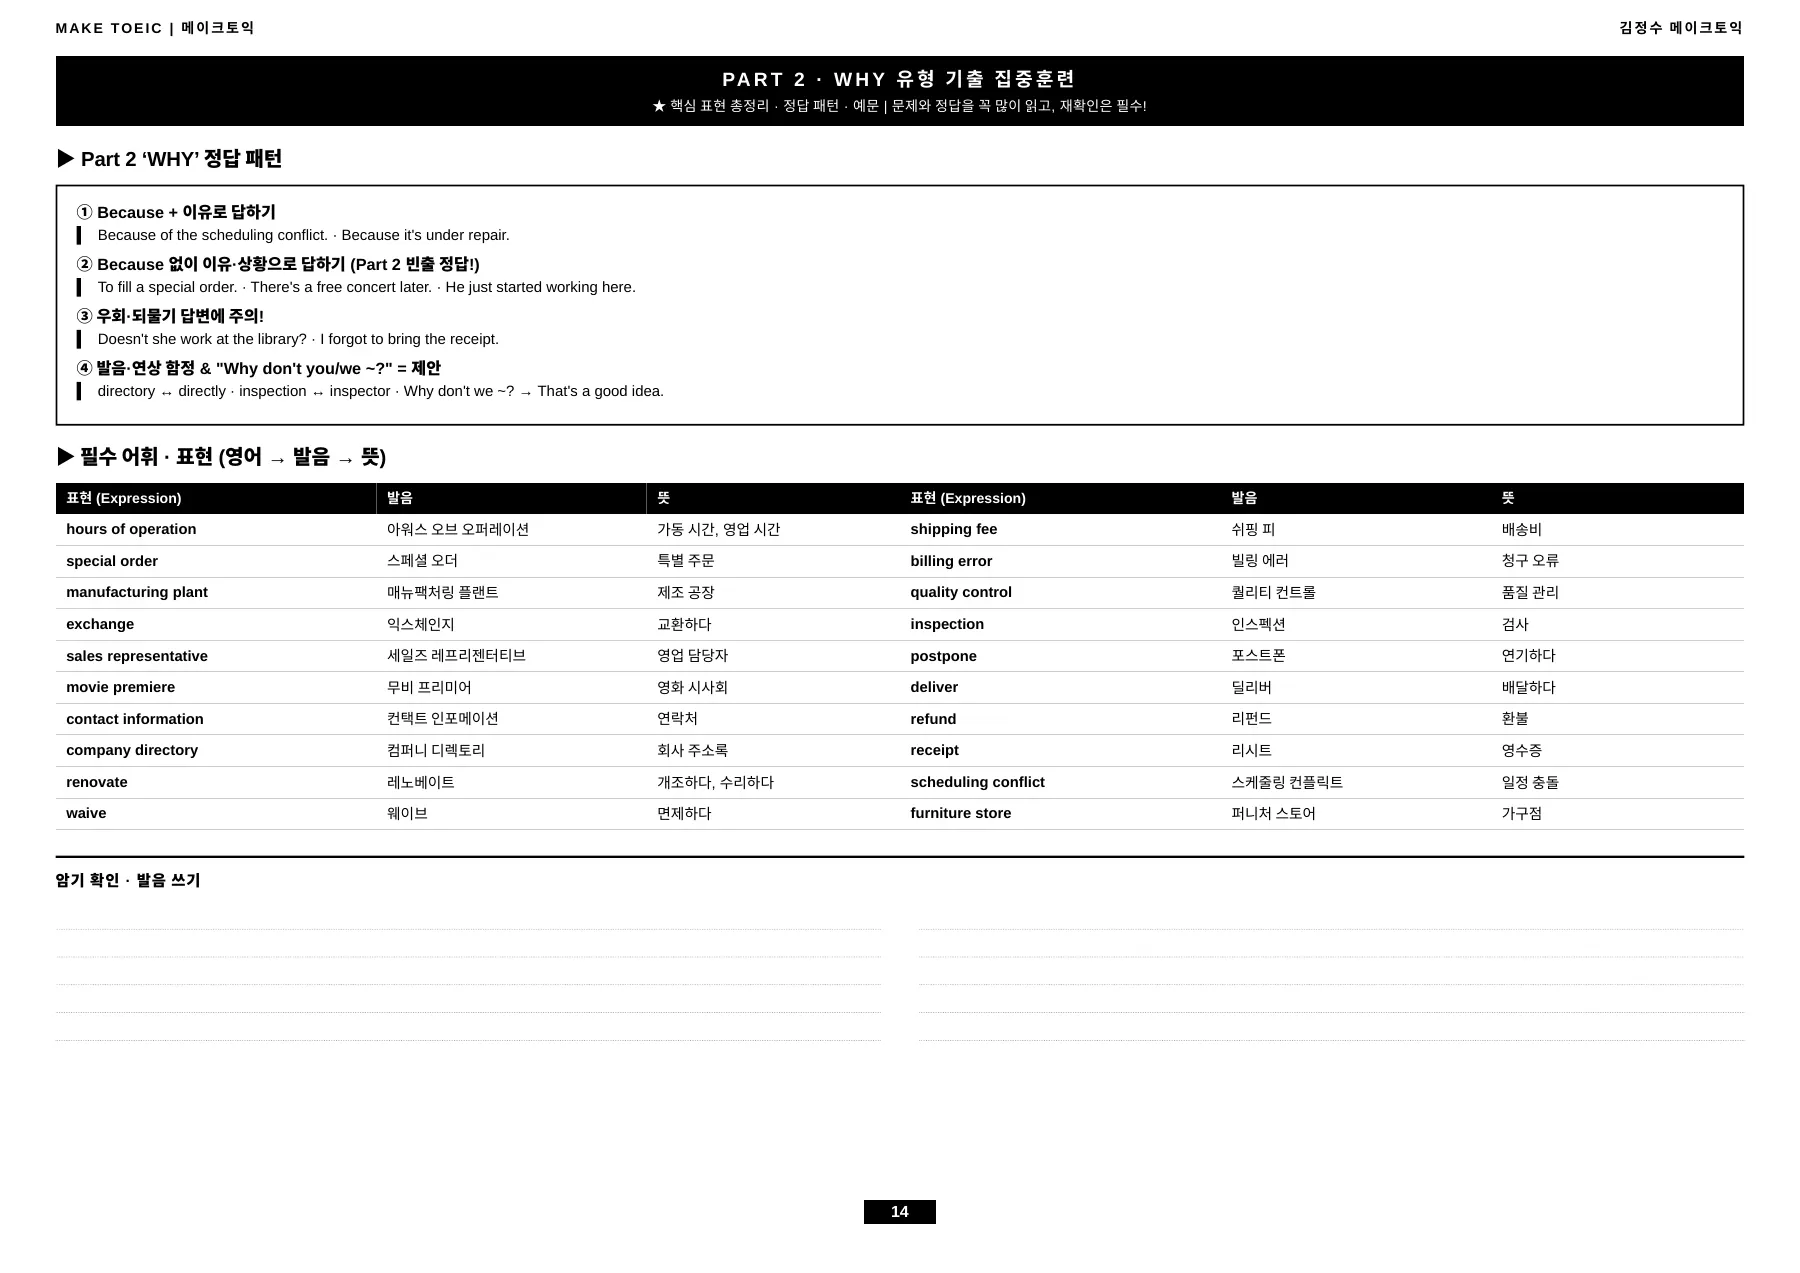 MAKE TOEIC | 메이크토익
김정수 메이크토익
PART 2 · WHY 유형 기출 집중훈련
★ 핵심 표현 총정리 · 정답 패턴 · 예문 | 문제와 정답을 꼭 많이 읽고, 재확인은 필수!
▶ Part 2 ‘WHY’ 정답 패턴
① Because + 이유로 답하기
Because of the scheduling conflict. · Because it's under repair.
② Because 없이 이유·상황으로 답하기 (Part 2 빈출 정답!)
To fill a special order. · There's a free concert later. · He just started working here.
③ 우회·되물기 답변에 주의!
Doesn't she work at the library? · I forgot to bring the receipt.
④ 발음·연상 함정 & "Why don't you/we ~?" = 제안
directory ↔ directly · inspection ↔ inspector · Why don't we ~? → That's a good idea.
▶ 필수 어휘 · 표현 (영어 → 발음 → 뜻)
표현 (Expression) 발음 뜻 표현 (Expression) 발음 뜻
hours of operation 아워스 오브 오퍼레이션 가동 시간, 영업 시간 shipping fee 쉬핑 피 배송비
special order 스페셜 오더 특별 주문 billing error 빌링 에러 청구 오류
manufacturing plant 매뉴팩처링 플랜트 제조 공장 quality control 퀄리티 컨트롤 품질 관리
exchange 익스체인지 교환하다 inspection 인스펙션 검사
sales representative 세일즈 레프리젠터티브 영업 담당자 postpone 포스트폰 연기하다
movie premiere 무비 프리미어 영화 시사회 deliver 딜리버 배달하다
contact information 컨택트 인포메이션 연락처 refund 리펀드 환불
company directory 컴퍼니 디렉토리 회사 주소록 receipt 리시트 영수증
renovate 레노베이트 개조하다, 수리하다 scheduling conflict 스케줄링 컨플릭트 일정 충돌
waive 웨이브 면제하다 furniture store 퍼니처 스토어 가구점
암기 확인 · 발음 쓰기
14